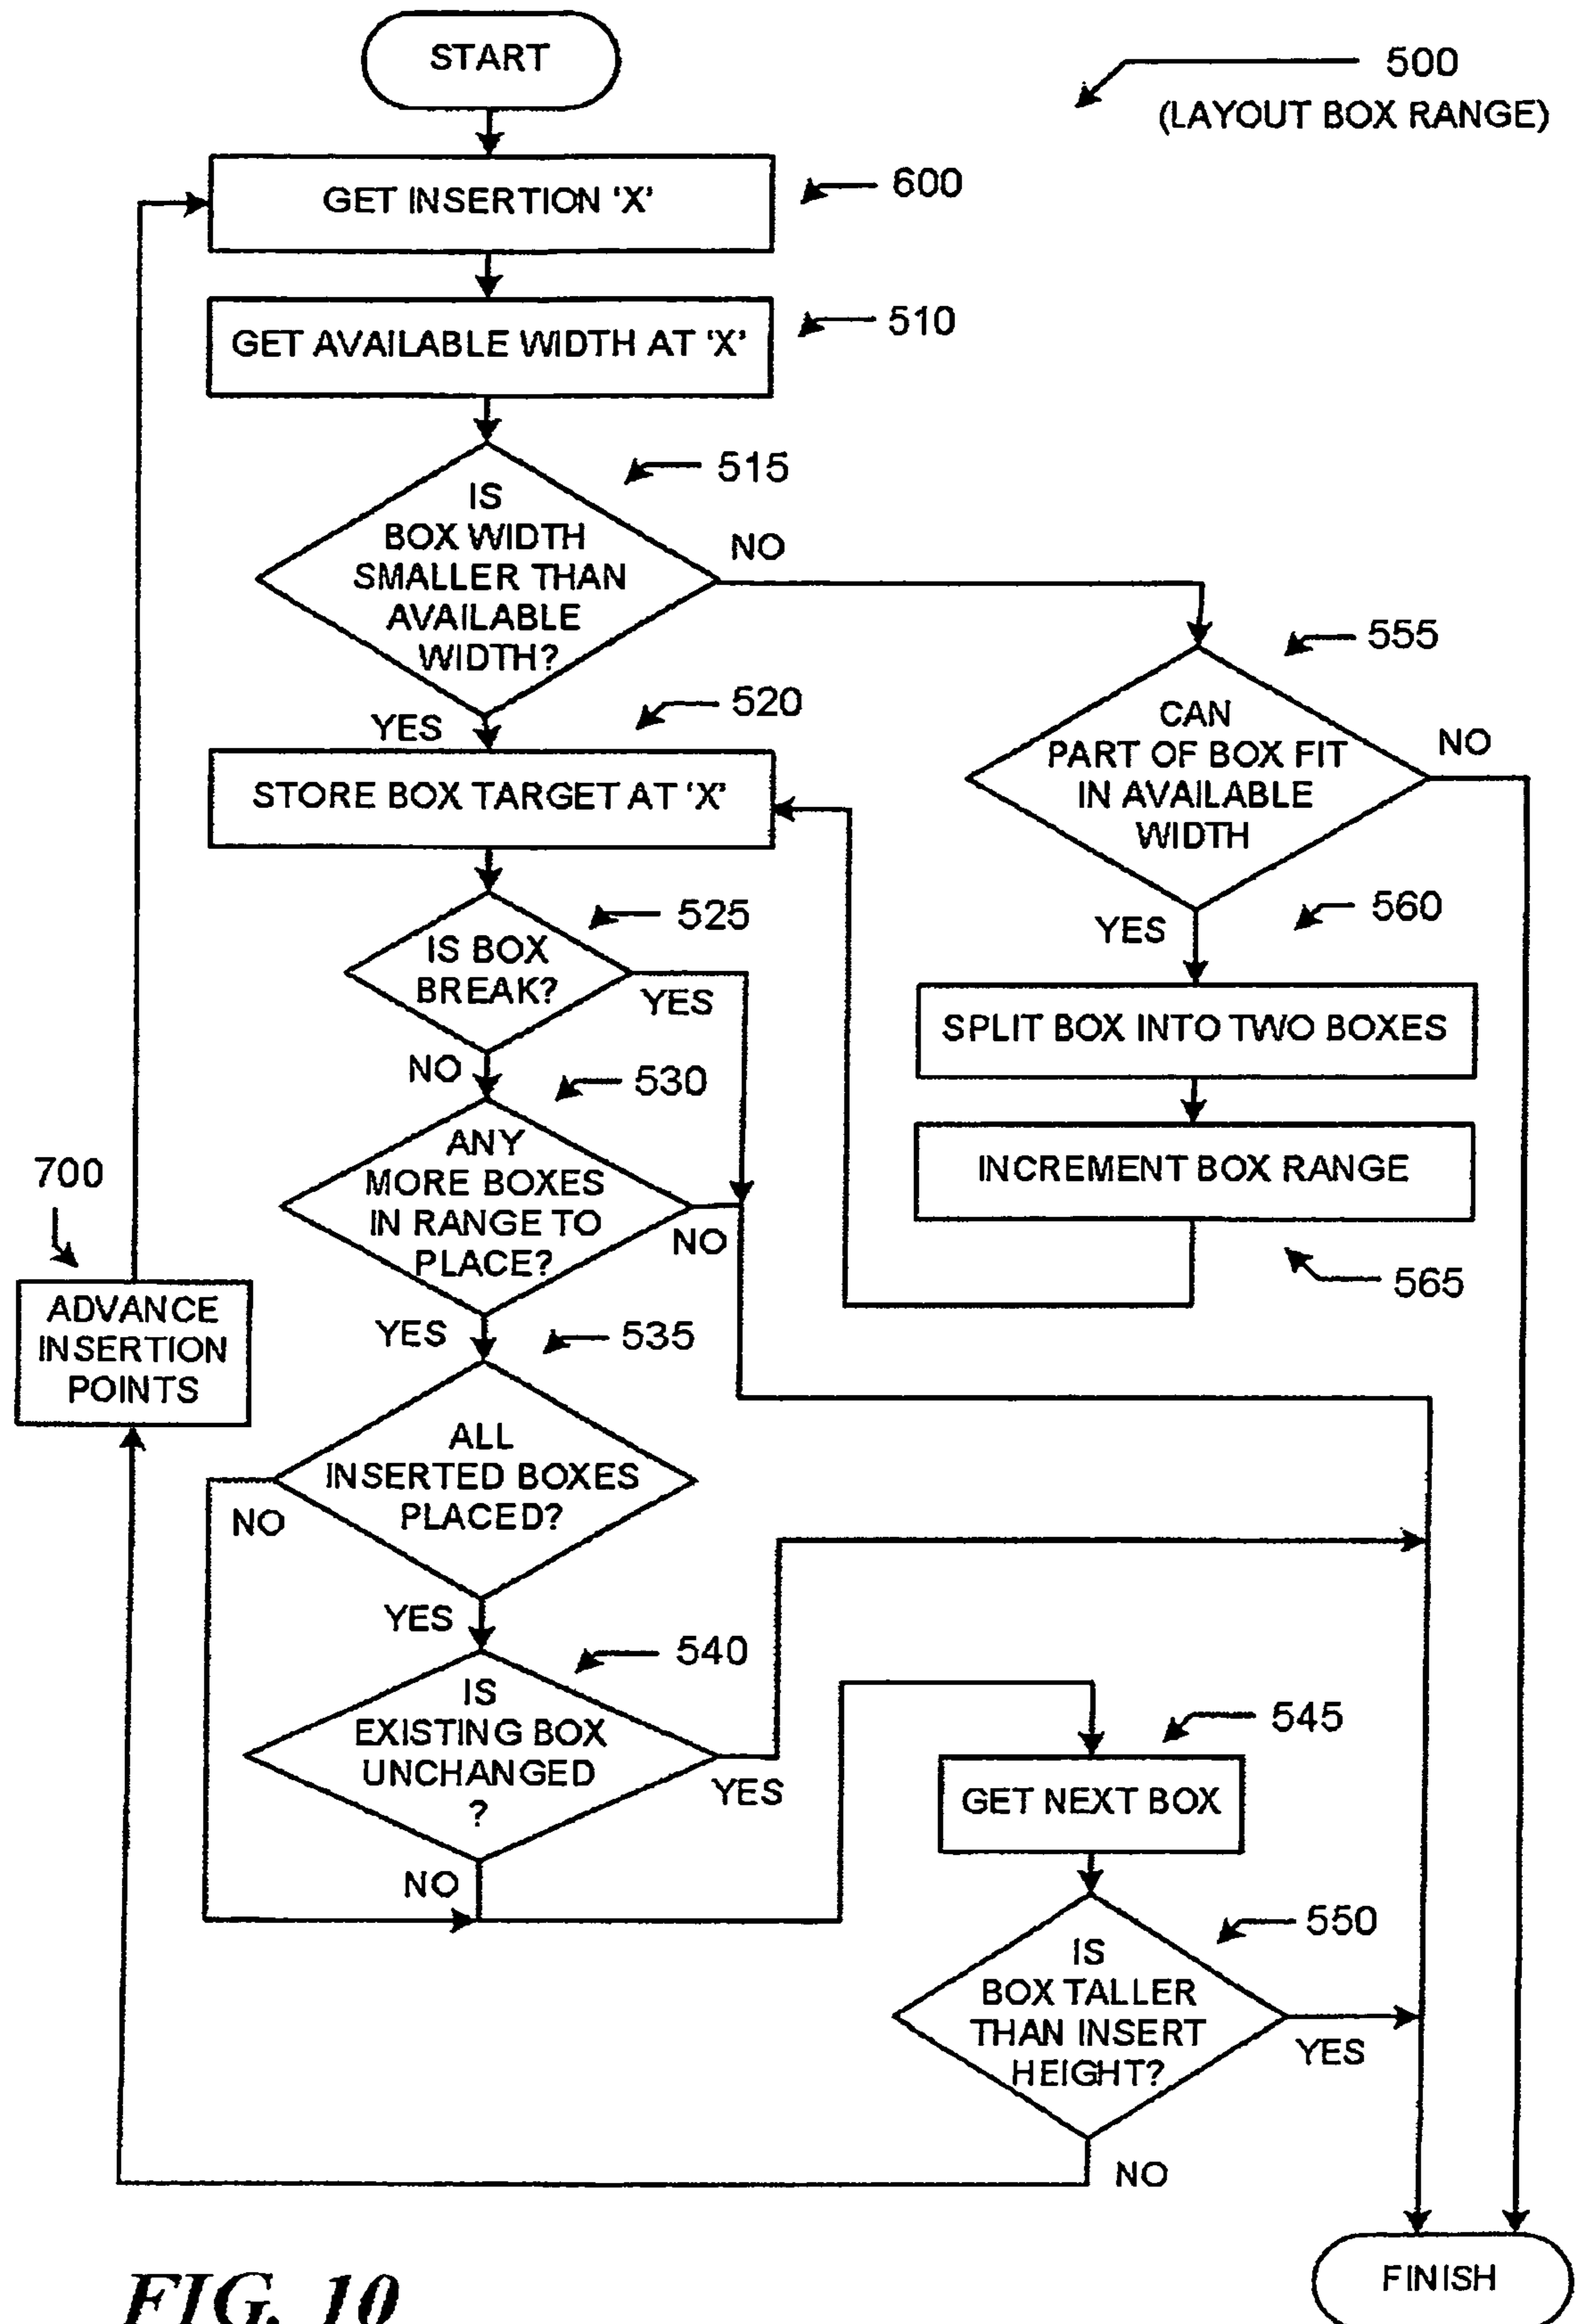 START
500
(LAYOUT BOX RANGE)
GET INSERTION 'X'
600
GET AVAILABLE WIDTH AT 'X'
510
515
IS
BOX WIDTH
SMALLER THAN
AVAILABLE
WIDTH?
NO
YES
555
CAN
PART OF BOX FIT
IN AVAILABLE
WIDTH
NO
YES
520
STORE BOX TARGET AT 'X'
525
IS BOX
BREAK?
YES
NO
560
SPLIT BOX INTO TWO BOXES
INCREMENT BOX RANGE
565
530
ANY
MORE BOXES
IN RANGE TO
PLACE?
NO
YES
700
ADVANCE
INSERTION
POINTS
535
ALL
INSERTED BOXES
PLACED?
NO
YES
540
IS
EXISTING BOX
UNCHANGED
?
YES
NO
545
GET NEXT BOX
550
IS
BOX TALLER
THAN INSERT
HEIGHT?
YES
NO
FINISH
FIG. 10